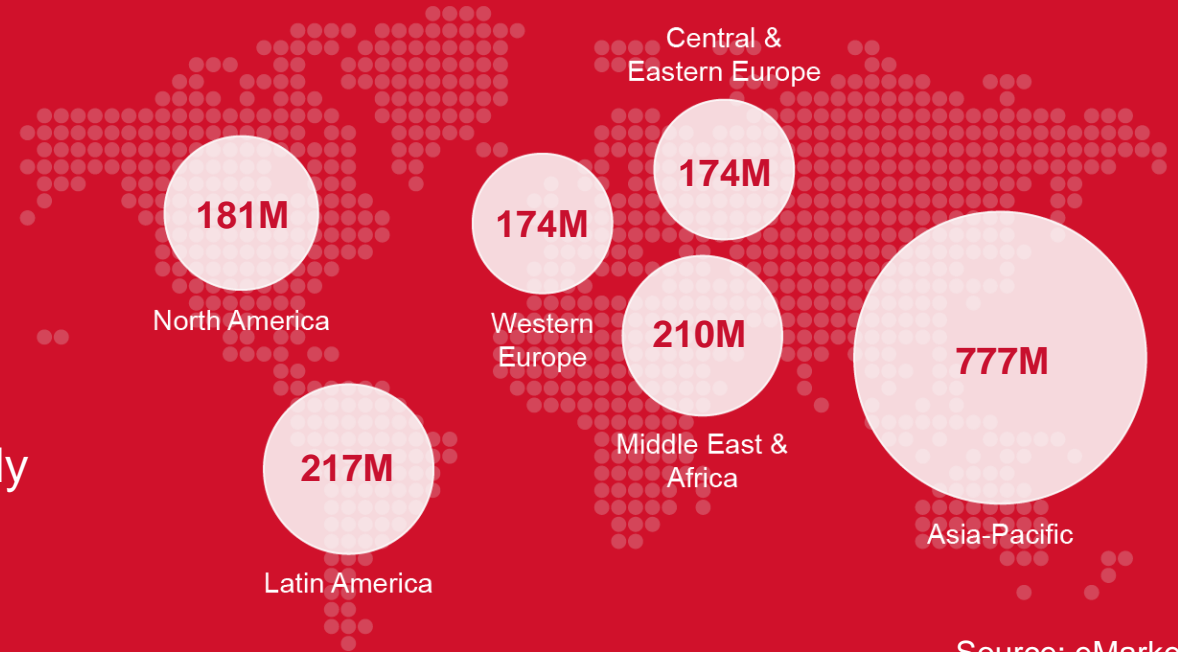 Central &
Eastern Europe
174M
181M
North America
174M
Western
Europe
210M
Middle East &
Africa
777M
Asia-Pacific
217M
Latin America
Source: